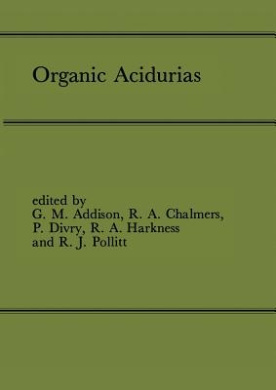 Organic Acidurias
edited by
G. M. Addison, R. A. Chalmers,
P. Divry, R. A. Harkness
and R. J. Pollitt